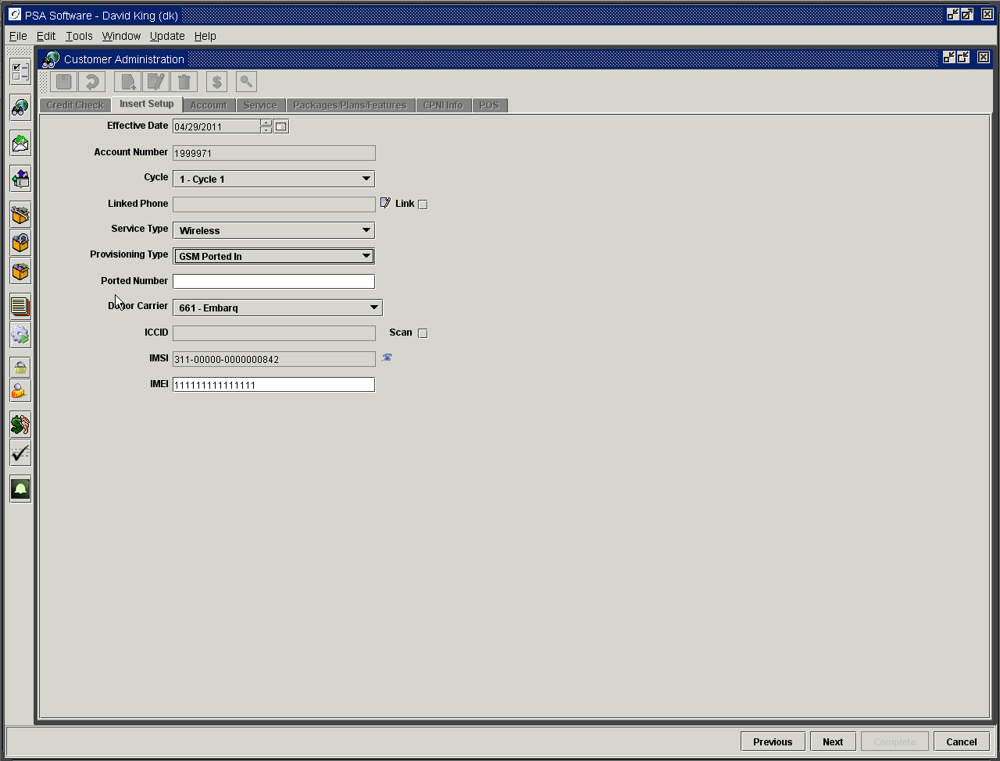 PSA Software - David King (dk)
File Edit Tools Window Update Help
Customer Administration
Credit Check Insert Setup Account Service Packages/Plans/Features CPNI Info POS
Effective Date 04/29/2011
Account Number 1999971
Cycle 1 - Cycle 1
Linked Phone Link
Service Type Wireless
Provisioning Type GSM Ported In
Ported Number
Donor Carrier 661 - Embarq
ICCID Scan
IMSI 311-00000-0000000842
IMEI 111111111111111
Previous Next Complete Cancel